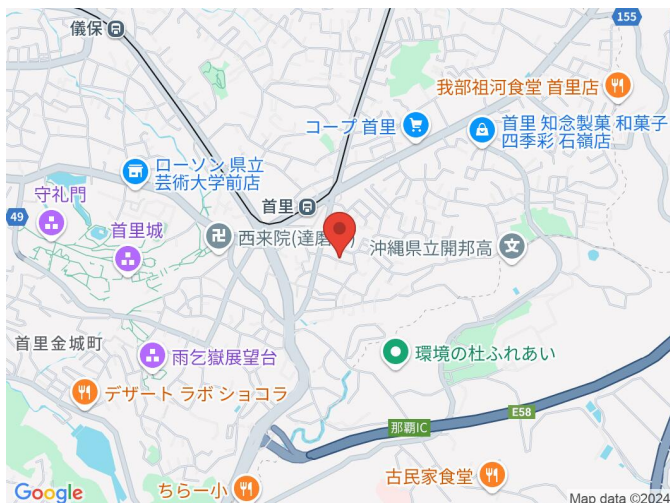 儀保
155
我部祖河食堂 首里店
コープ 首里
首里 知念製菓 和菓子
四季彩 石嶺店
ローソン 県立
芸術大学前店
守礼門
49
首里
首里城
西来院(達磨
)
沖縄県立開邦高
首里金城町
雨乞嶽展望台
環境の杜ふれあい
デザート ラボ ショコラ
E58
那覇IC
古民家食堂
ちらー小
Google
Map data ©2024